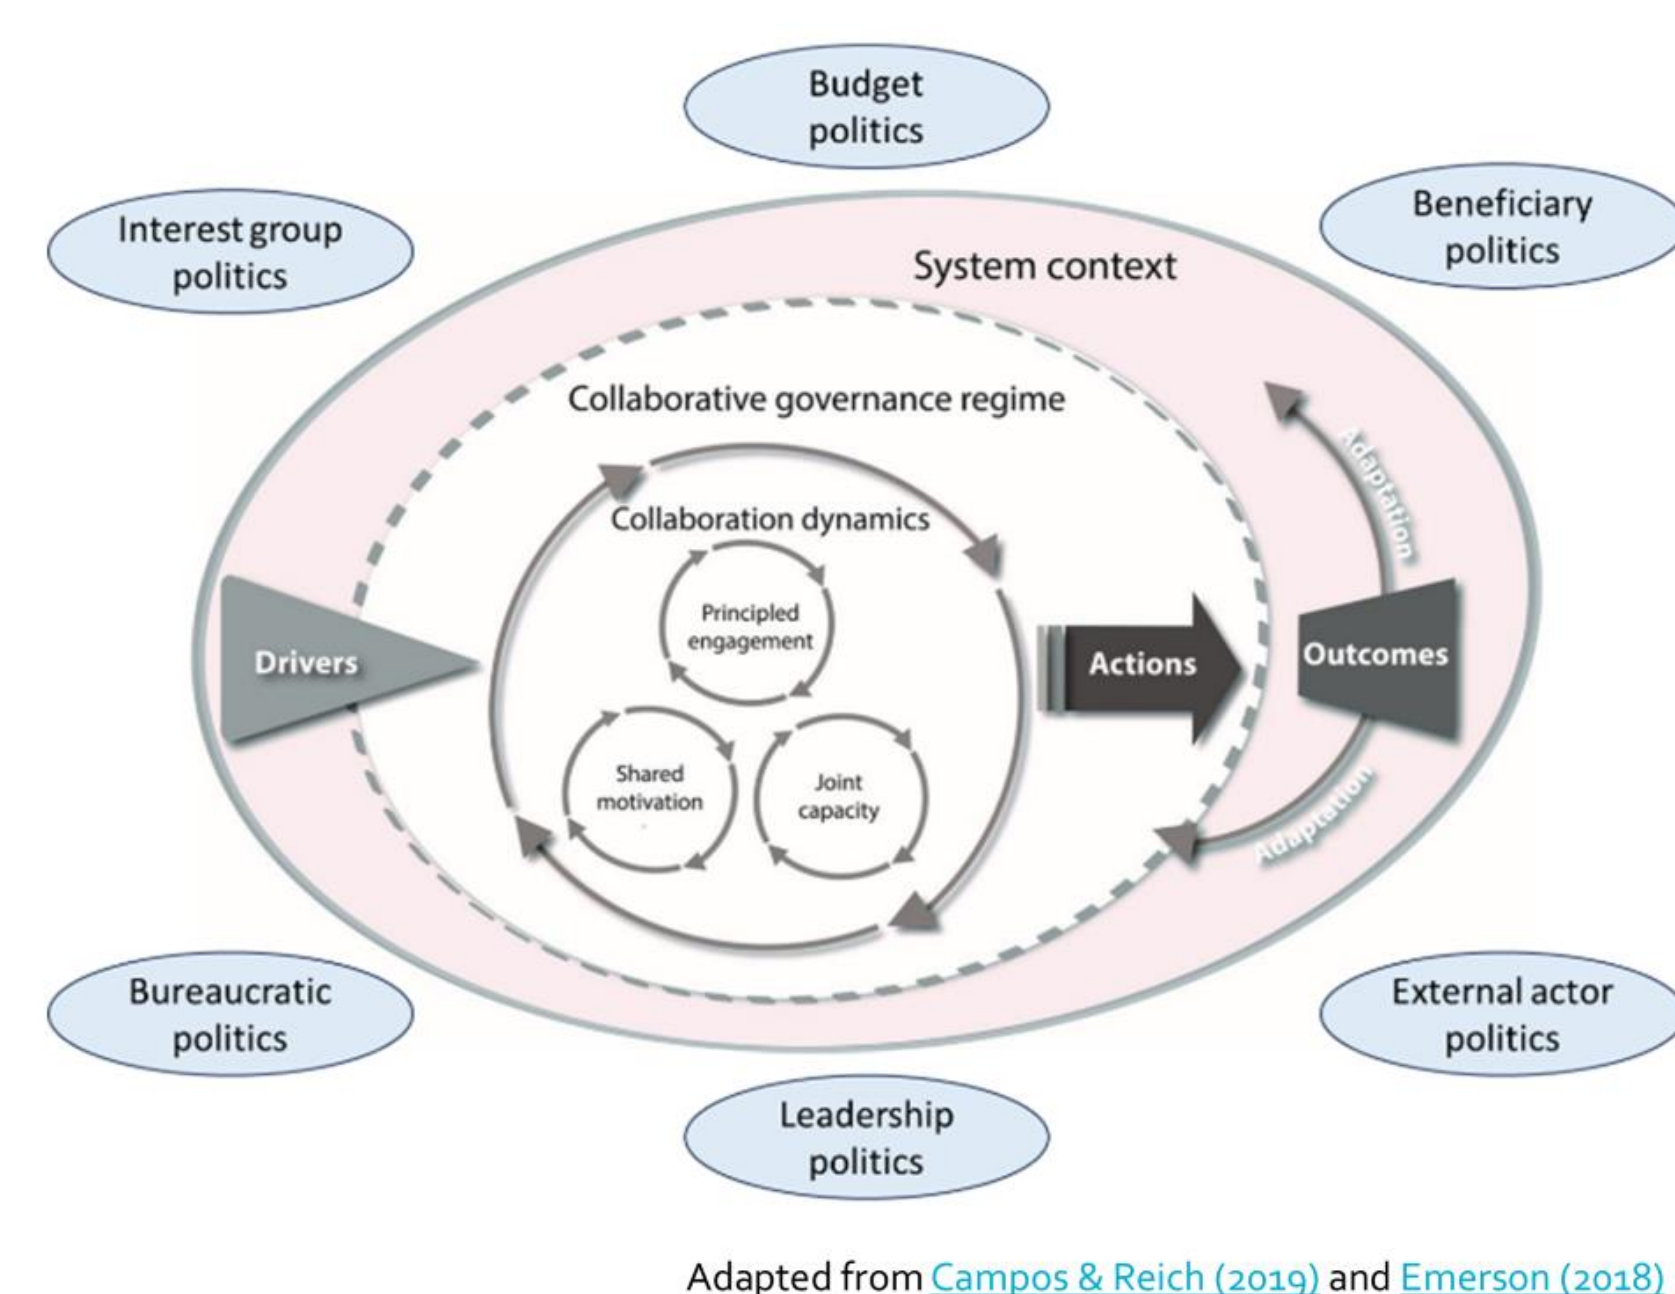 Budget
politics
Interest group
politics
Beneficiary
politics
System context
Collaborative governance regime
Adaptation
Collaboration dynamics
Principled
engagement
Drivers
Actions
Outcomes
Shared
motivation
Joint
capacity
Adaptation
Bureaucratic
politics
External actor
politics
Leadership
politics
Adapted from Campos & Reich (2019) and Emerson (2018)